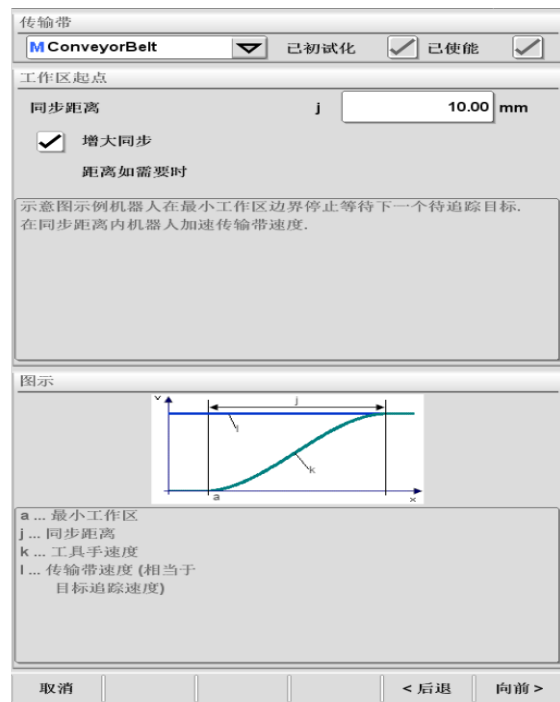 传输带
M ConveyorBelt 已初试化 已使能
工作区起点
同步距离 j 10.00 mm
增大同步
距离如需要时
示意图示例机器人在最小工作区边界停止等待下一个待追踪目标.
在同步距离内机器人加速传输带速度.
图示
v
j
l
k
a
x
a ... 最小工作区
j ... 同步距离
k ... 工具手速度
l ... 传输带速度 (相当于
目标追踪速度)
取消 < 后退 向前 >